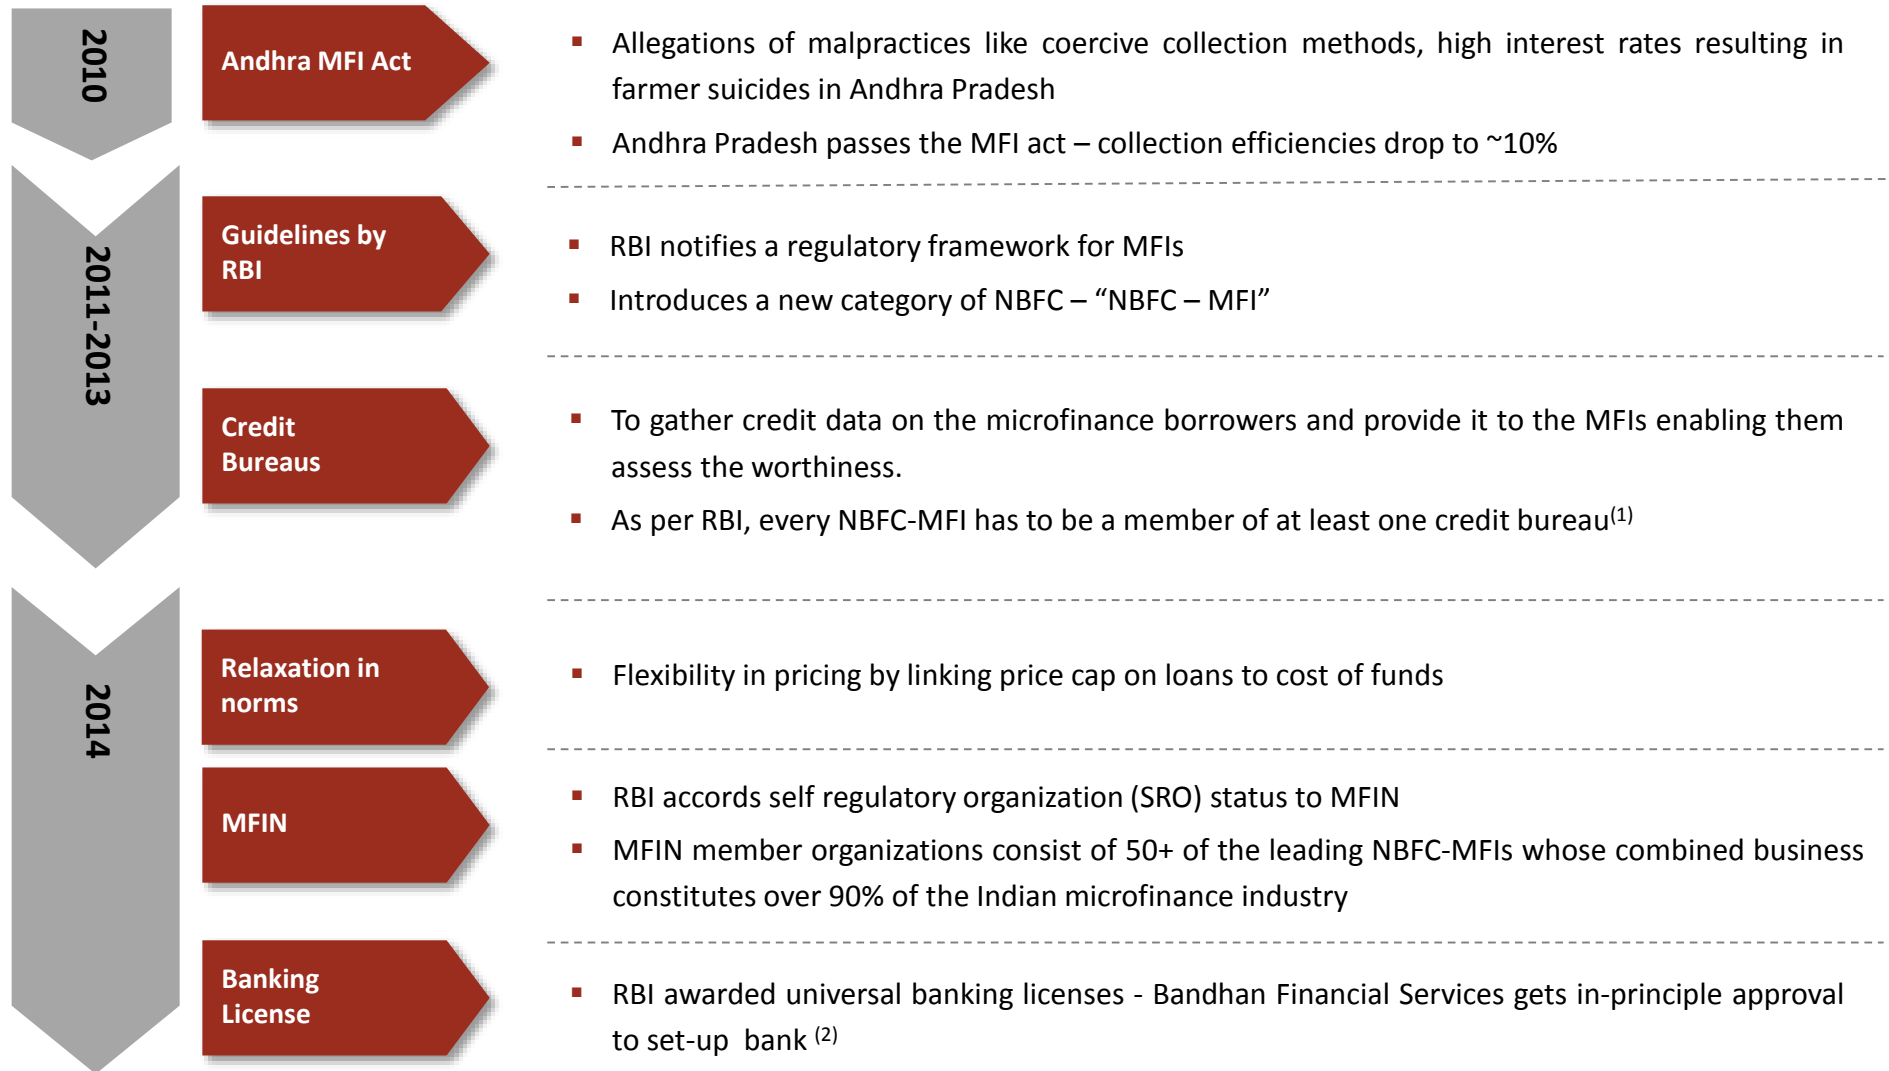 2010
Andhra MFI Act
▪ Allegations of malpractices like coercive collection methods, high interest rates resulting in
farmer suicides in Andhra Pradesh
▪ Andhra Pradesh passes the MFI act – collection efficiencies drop to ~10%
2011-2013
Guidelines by
RBI
▪ RBI notifies a regulatory framework for MFIs
▪ Introduces a new category of NBFC – “NBFC – MFI”
Credit
Bureaus
▪ To gather credit data on the microfinance borrowers and provide it to the MFIs enabling them
assess the worthiness.
▪ As per RBI, every NBFC-MFI has to be a member of at least one credit bureau(1)
2014
Relaxation in
norms
▪ Flexibility in pricing by linking price cap on loans to cost of funds
MFIN
▪ RBI accords self regulatory organization (SRO) status to MFIN
▪ MFIN member organizations consist of 50+ of the leading NBFC-MFIs whose combined business
constitutes over 90% of the Indian microfinance industry
Banking
License
▪ RBI awarded universal banking licenses - Bandhan Financial Services gets in-principle approval
to set-up bank (2)